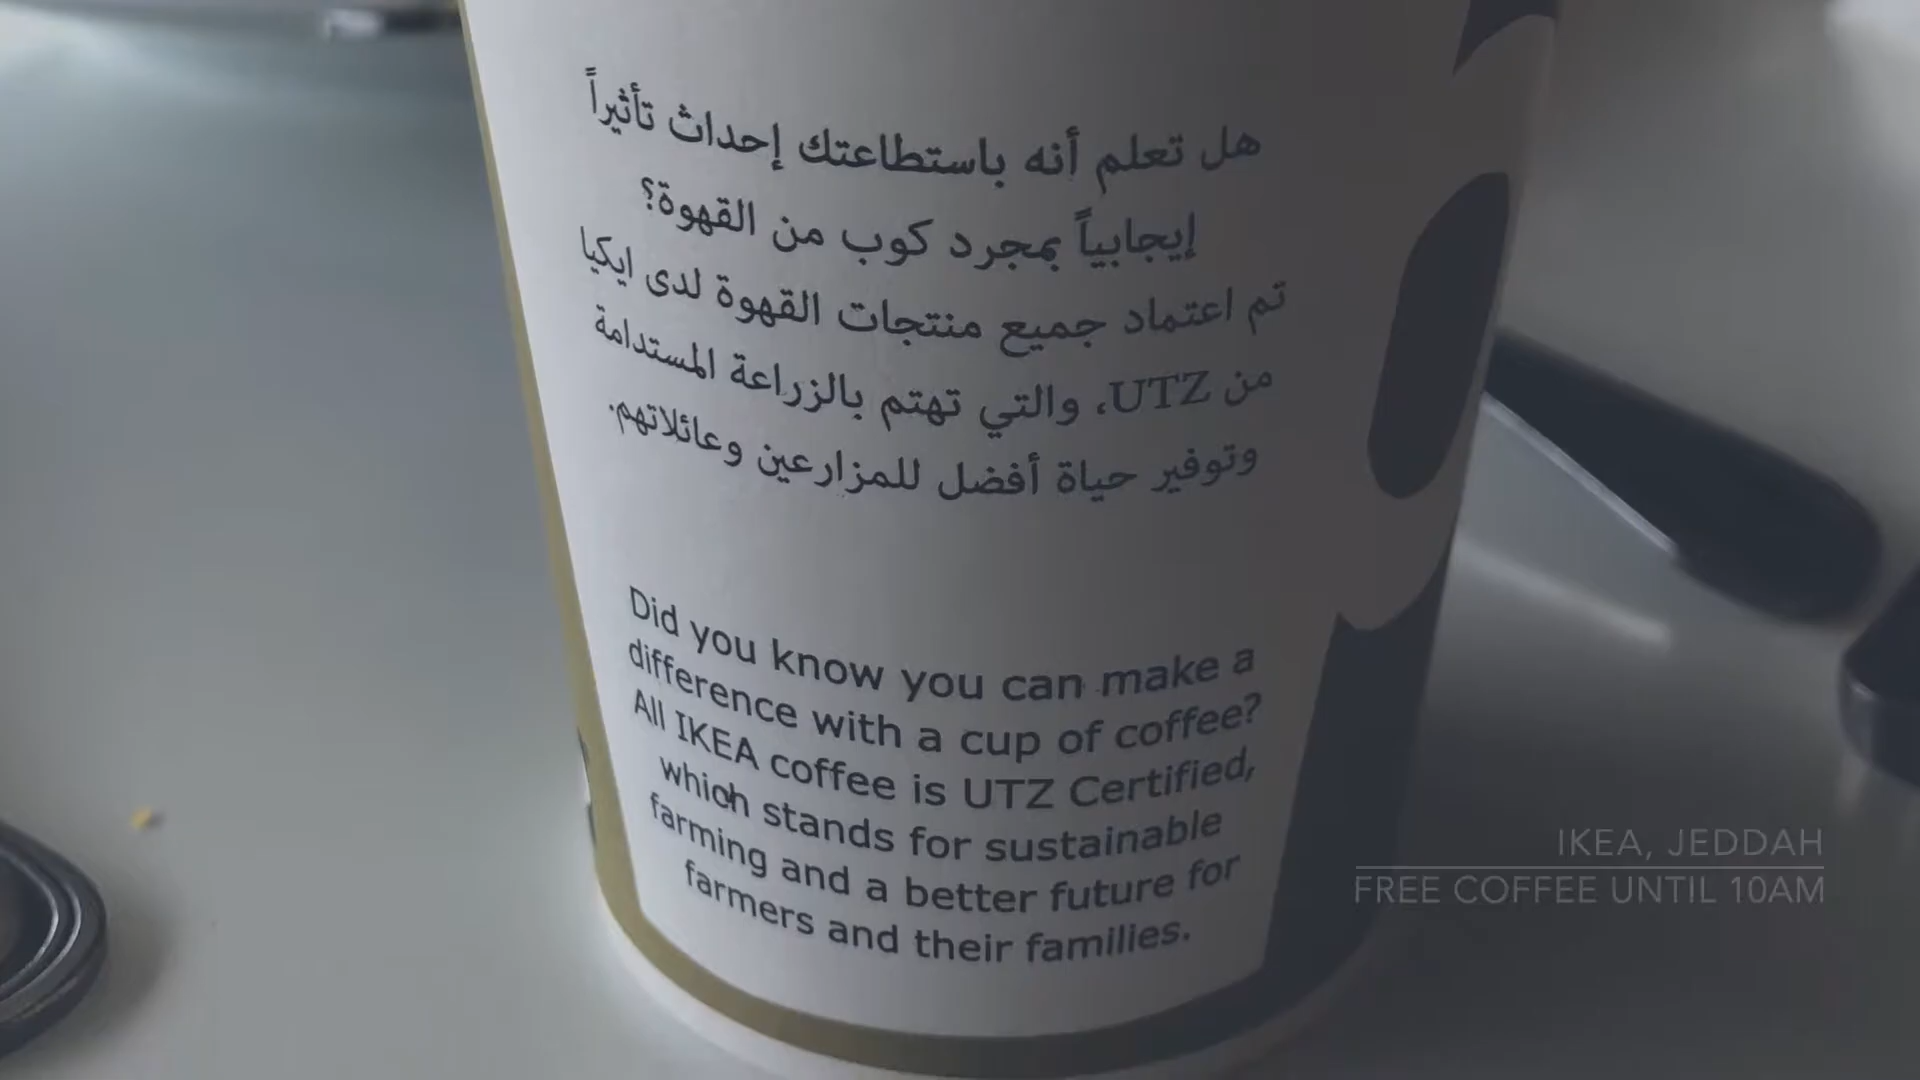 هل تعلم أنه باستطاعتك إحداث تأثيراً
إيجابياً بمجرد كوب من القهوة؟
تم اعتماد جميع منتجات القهوة لدى ايكيا
من UTZ، والتي تهتم بالزراعة المستدامة
وتوفير حياة أفضل للمزارعين وعائلاتهم.
Did you know you can make a
difference with a cup of coffee?
All IKEA coffee is UTZ Certified,
which stands for sustainable
farming and a better future for
farmers and their families.
IKEA, JEDDAH
FREE COFFEE UNTIL 10AM